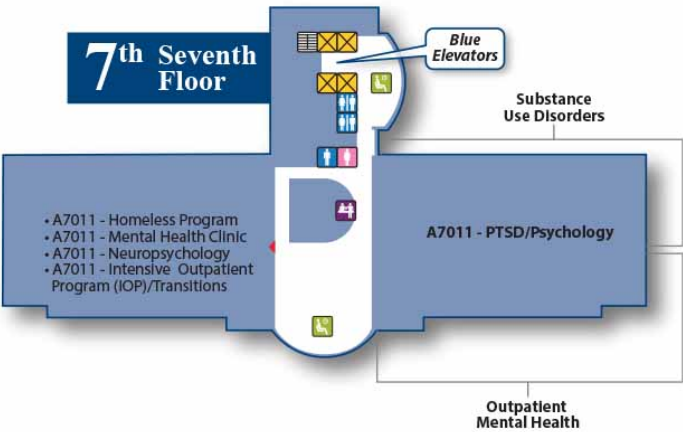 7th Seventh
Floor
Blue
Elevators
Substance
Use Disorders
• A7011 - Homeless Program
• A7011 - Mental Health Clinic
• A7011 - Neuropsychology
• A7011 - Intensive Outpatient
Program (IOP)/Transitions
A7011 - PTSD/Psychology
Outpatient
Mental Health